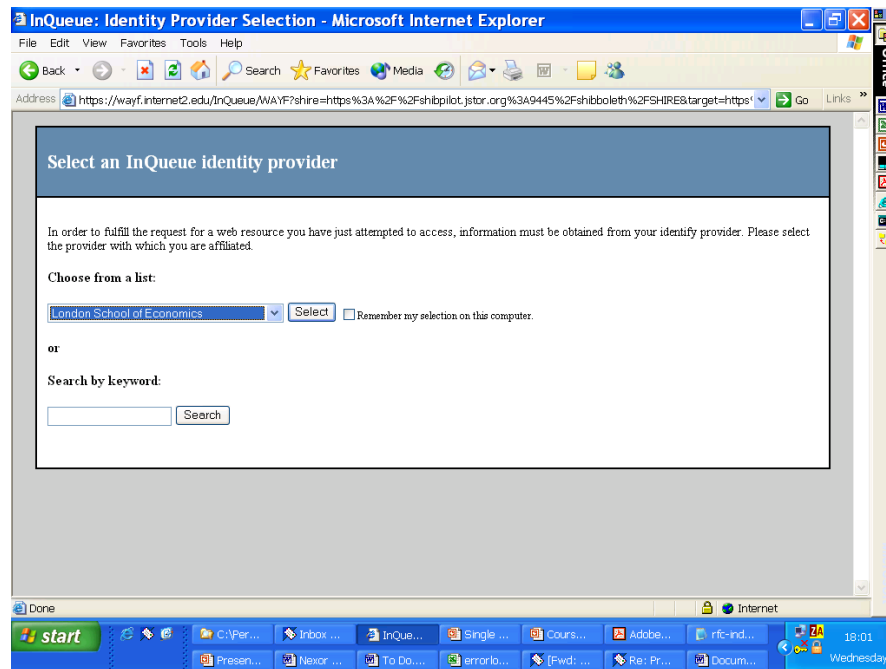 InQueue: Identity Provider Selection - Microsoft Internet Explorer
File Edit View Favorites Tools Help
Back Search Favorites Media
Address https://wayf.internet2.edu/InQueue/WAYF?shire=https%3A%2F%2Fshibpilot.jstor.org%3A9445%2Fshibboleth%2FSHIRE&target=https Go Links »
Select an InQueue identity provider
In order to fulfill the request for a web resource you have just attempted to access, information must be obtained from your identify provider. Please select
the provider with which you are affiliated.
Choose from a list:
London School of Economics Select Remember my selection on this computer.
or
Search by keyword:
Search
Done Internet
start C:\Per... Inbox ... InQue... Single ... Cours... Adobe... rfc-ind... 18:01
Presen... Nexor ... To Do.... errorlo... [Fwd: ... Re: Pr... Docum... Wednesday